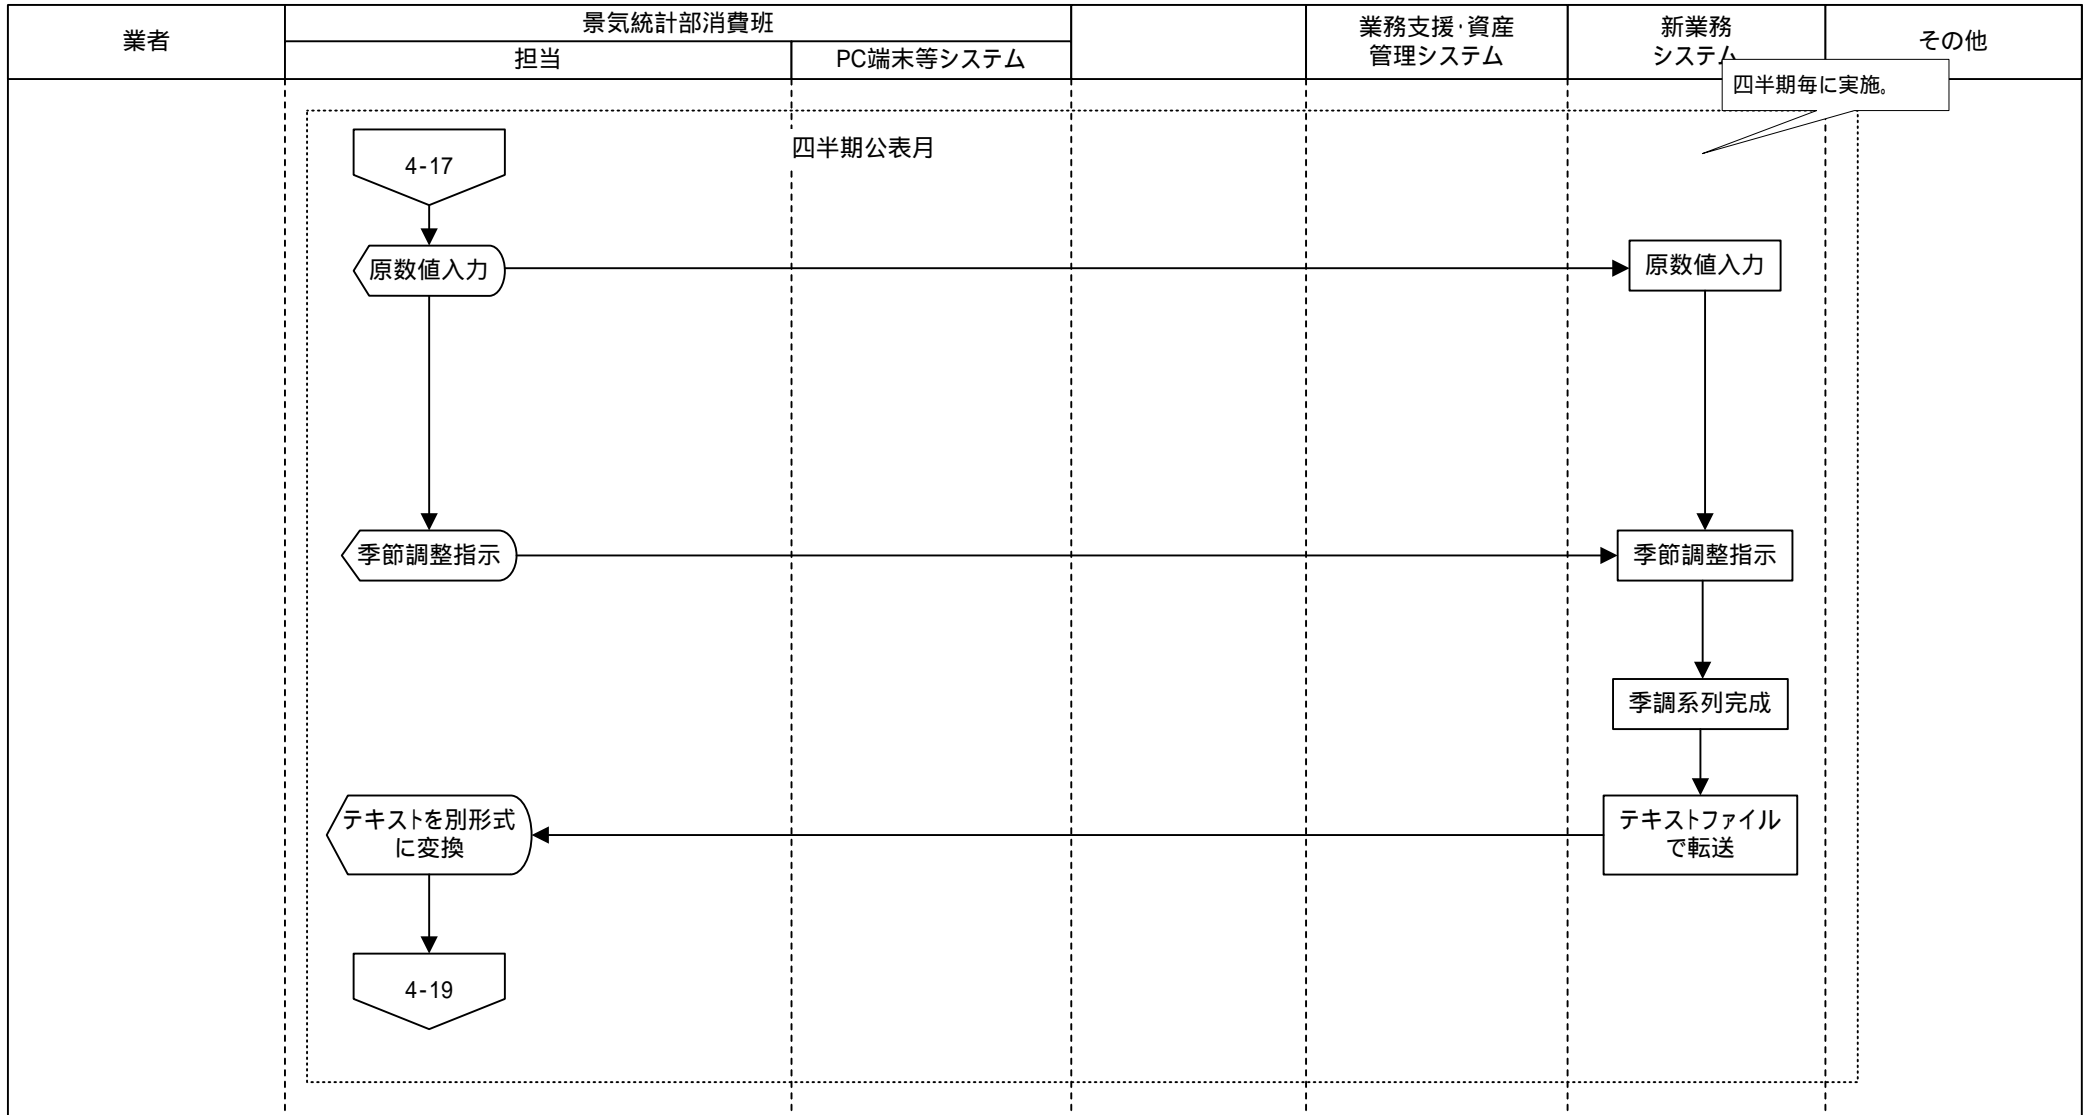 業者
景気統計部消費班
担当
PC端末等システム
業務支援･資産
管理システム
新業務
システム
その他
四半期毎に実施。
四半期公表月
4-17
原数値入力
原数値入力
季節調整指示
季節調整指示
季調系列完成
テキストを別形式
に変換
テキストファイル
で転送
4-19